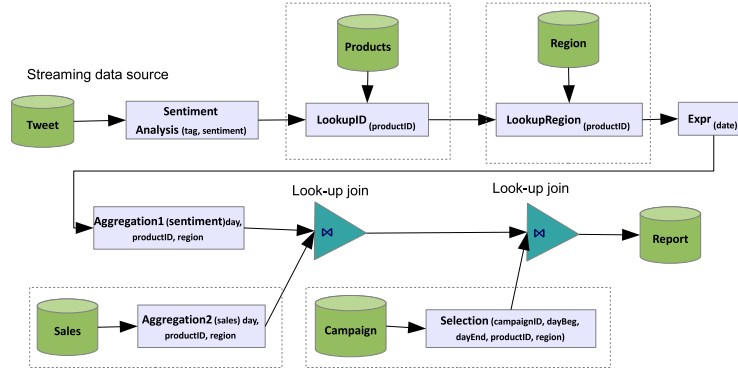 Products
Region
Streaming data source
Tweet
Sentiment
Analysis (tag, sentiment)
LookupID (productID)
LookupRegion (productID)
Expr (date)
Look-up join
Look-up join
Aggregation1 (sentiment)day,
productID, region
⋈
⋈
Report
Sales
Aggregation2 (sales) day,
productID, region
Campaign
Selection (campaignID, dayBeg,
dayEnd, productID, region)